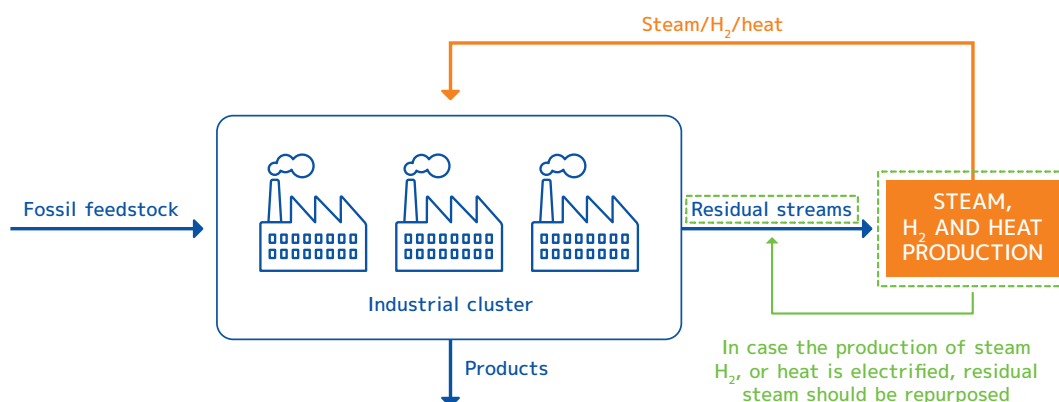 Steam/H₂/heat
Fossil feedstock
Residual streams
STEAM,
H₂ AND HEAT
PRODUCTION
Industrial cluster
Products
In case the production of steam
H₂, or heat is electrified, residual
steam should be repurposed